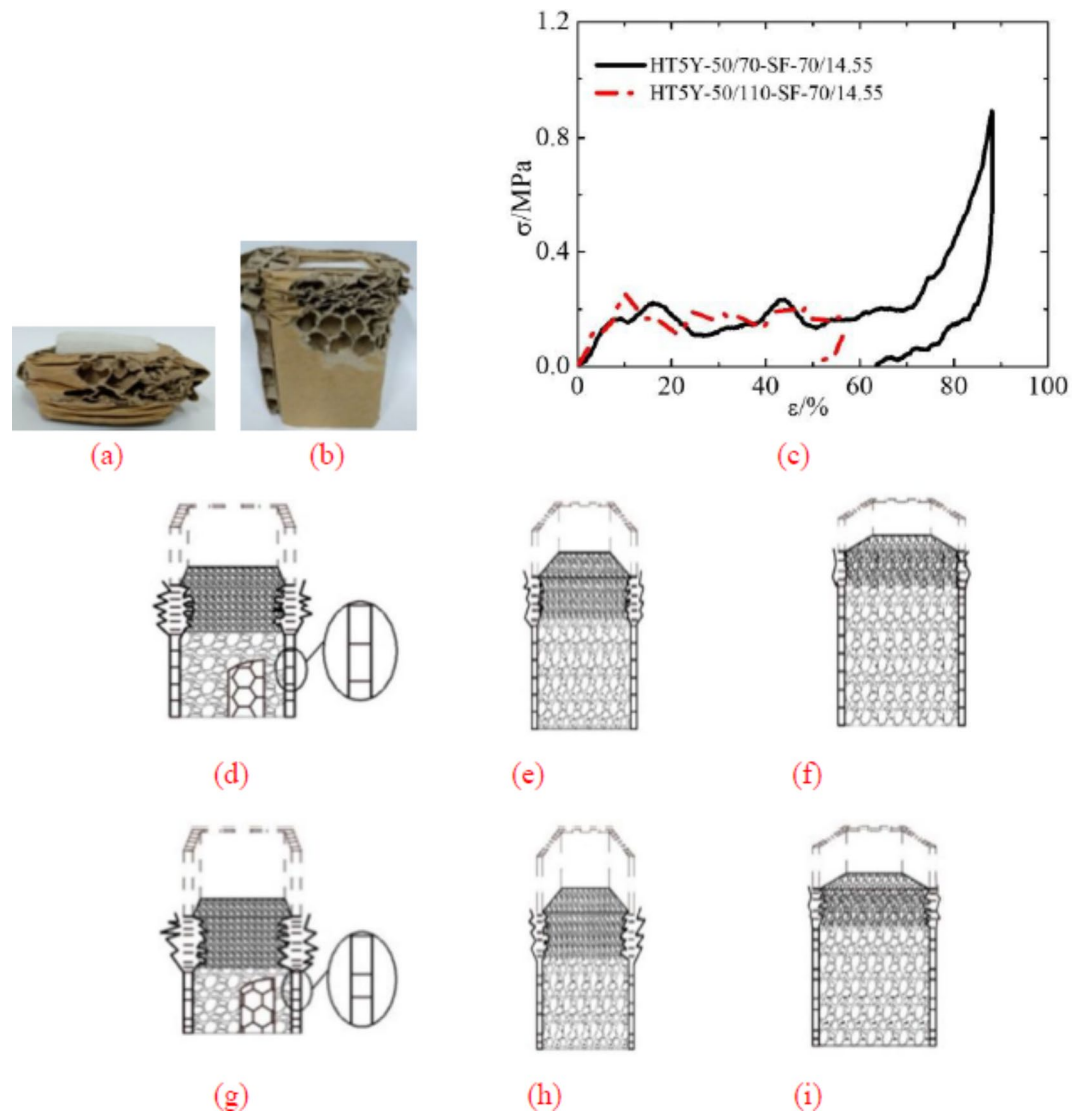 1.2
HT5Y-50/70-SF-70/14.55
HT5Y-50/110-SF-70/14.55
0.8
σ/MPa
0.4
0.0
0 20 40 60 80 100
ε/%
(a) (b) (c)
(d) (e) (f)
(g) (h) (i)